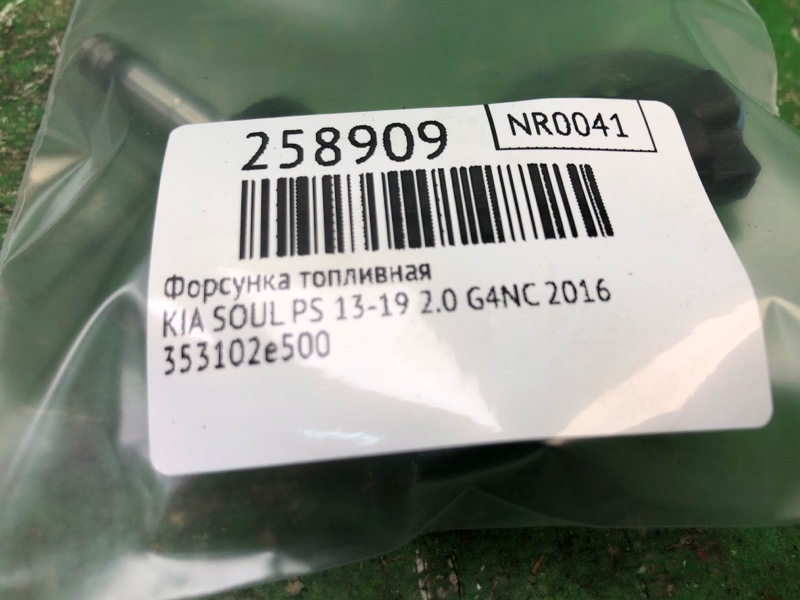 258909
NR0041
Форсунка топливная
KIA SOUL PS 13-19 2.0 G4NC 2016
353102e500